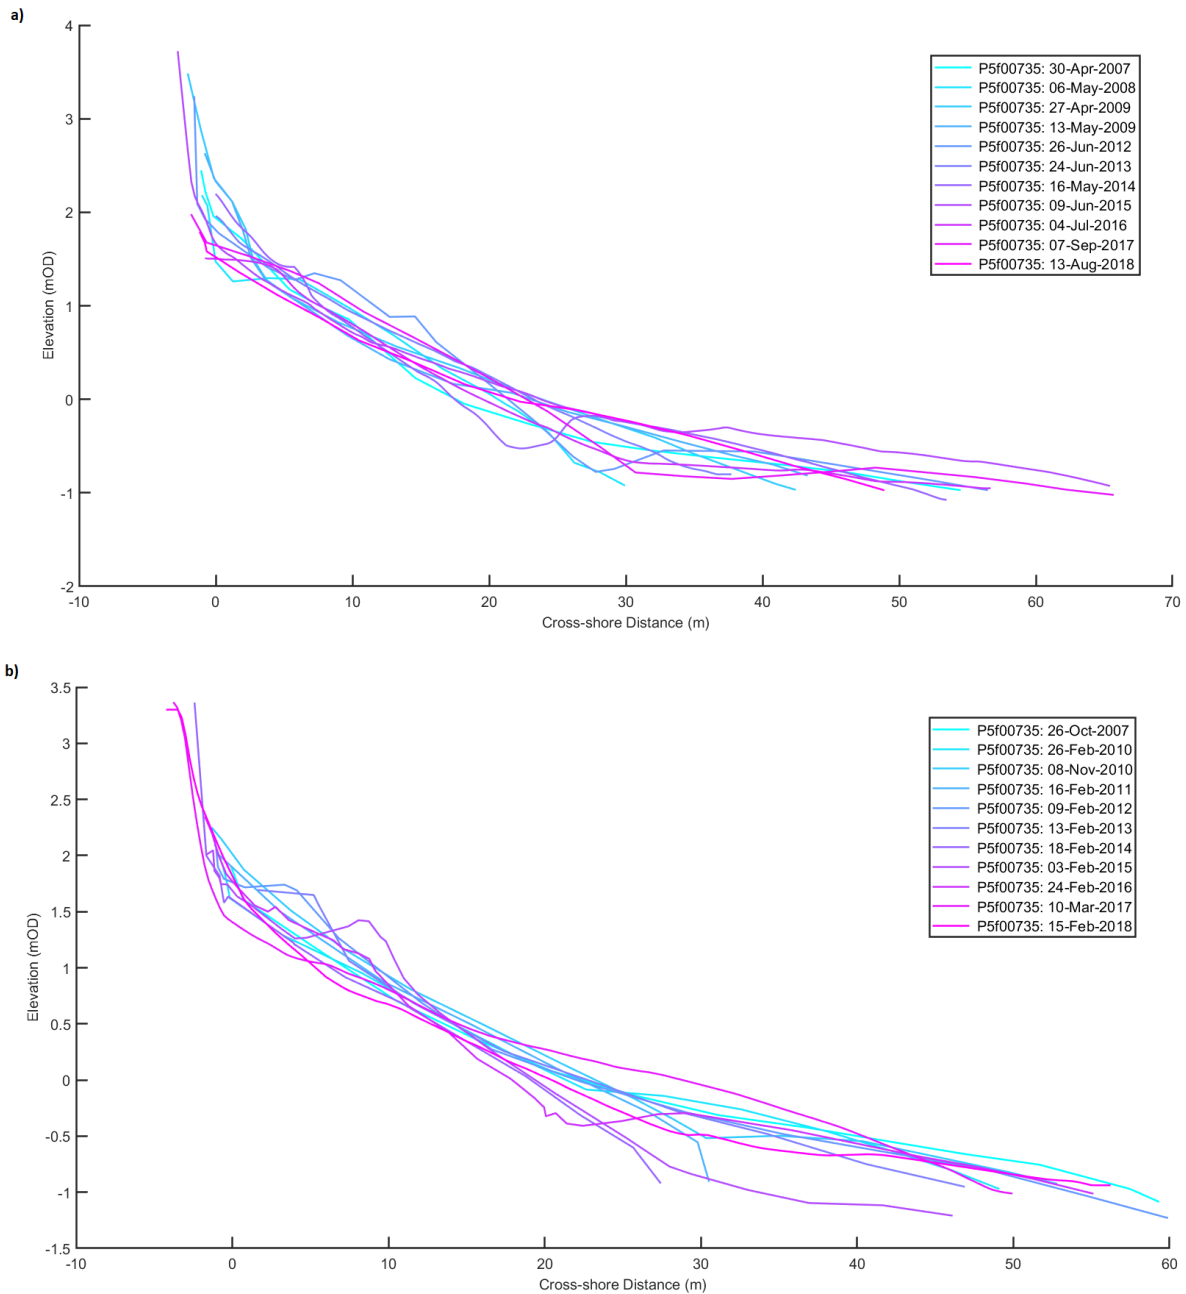 a)
4
3
2
1
0
-1
-2
Elevation (mOD)
-10 0 10 20 30 40 50 60 70
Cross-shore Distance (m)
P5f00735: 30-Apr-2007
P5f00735: 06-May-2008
P5f00735: 27-Apr-2009
P5f00735: 13-May-2009
P5f00735: 26-Jun-2012
P5f00735: 24-Jun-2013
P5f00735: 16-May-2014
P5f00735: 09-Jun-2015
P5f00735: 04-Jul-2016
P5f00735: 07-Sep-2017
P5f00735: 13-Aug-2018
b)
3.5
3
2.5
2
1.5
1
0.5
0
-0.5
-1
-1.5
Elevation (mOD)
-10 0 10 20 30 40 50 60
Cross-shore Distance (m)
P5f00735: 26-Oct-2007
P5f00735: 26-Feb-2010
P5f00735: 08-Nov-2010
P5f00735: 16-Feb-2011
P5f00735: 09-Feb-2012
P5f00735: 13-Feb-2013
P5f00735: 18-Feb-2014
P5f00735: 03-Feb-2015
P5f00735: 24-Feb-2016
P5f00735: 10-Mar-2017
P5f00735: 15-Feb-2018